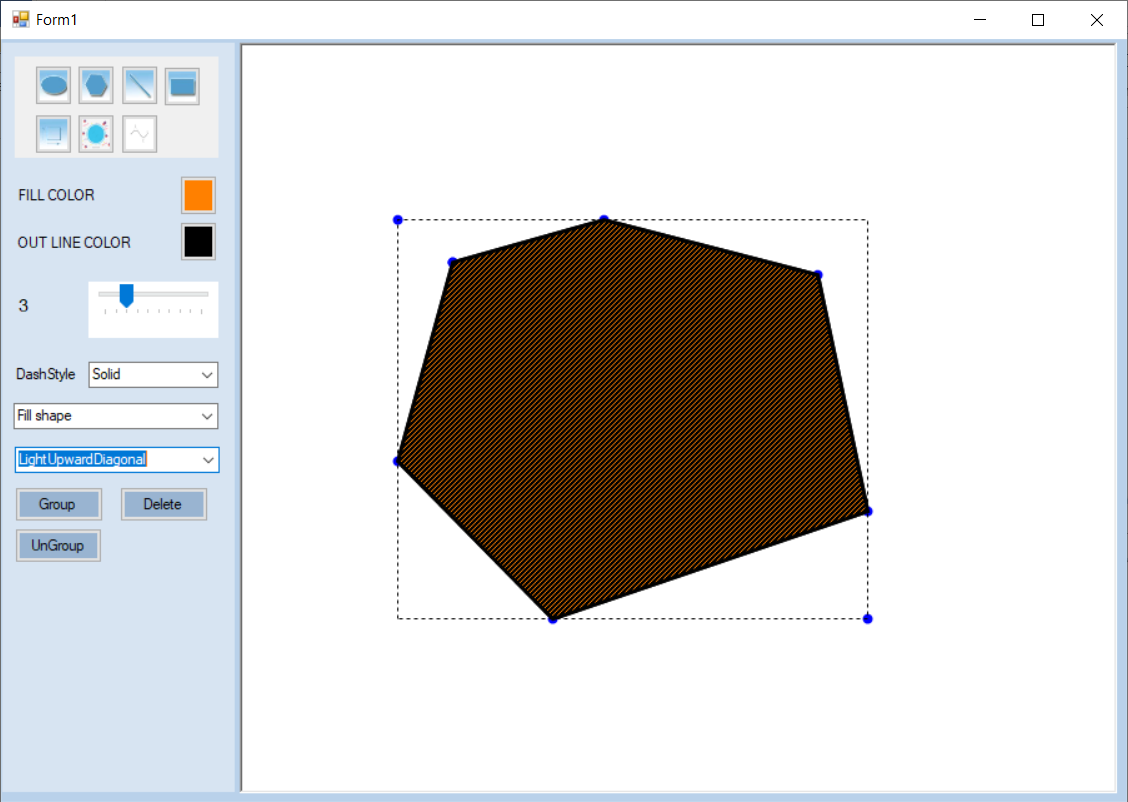 Form1
FILL COLOR
OUT LINE COLOR
3
DashStyle Solid
Fill shape
LightUpwardDiagonal
Group Delete
UnGroup